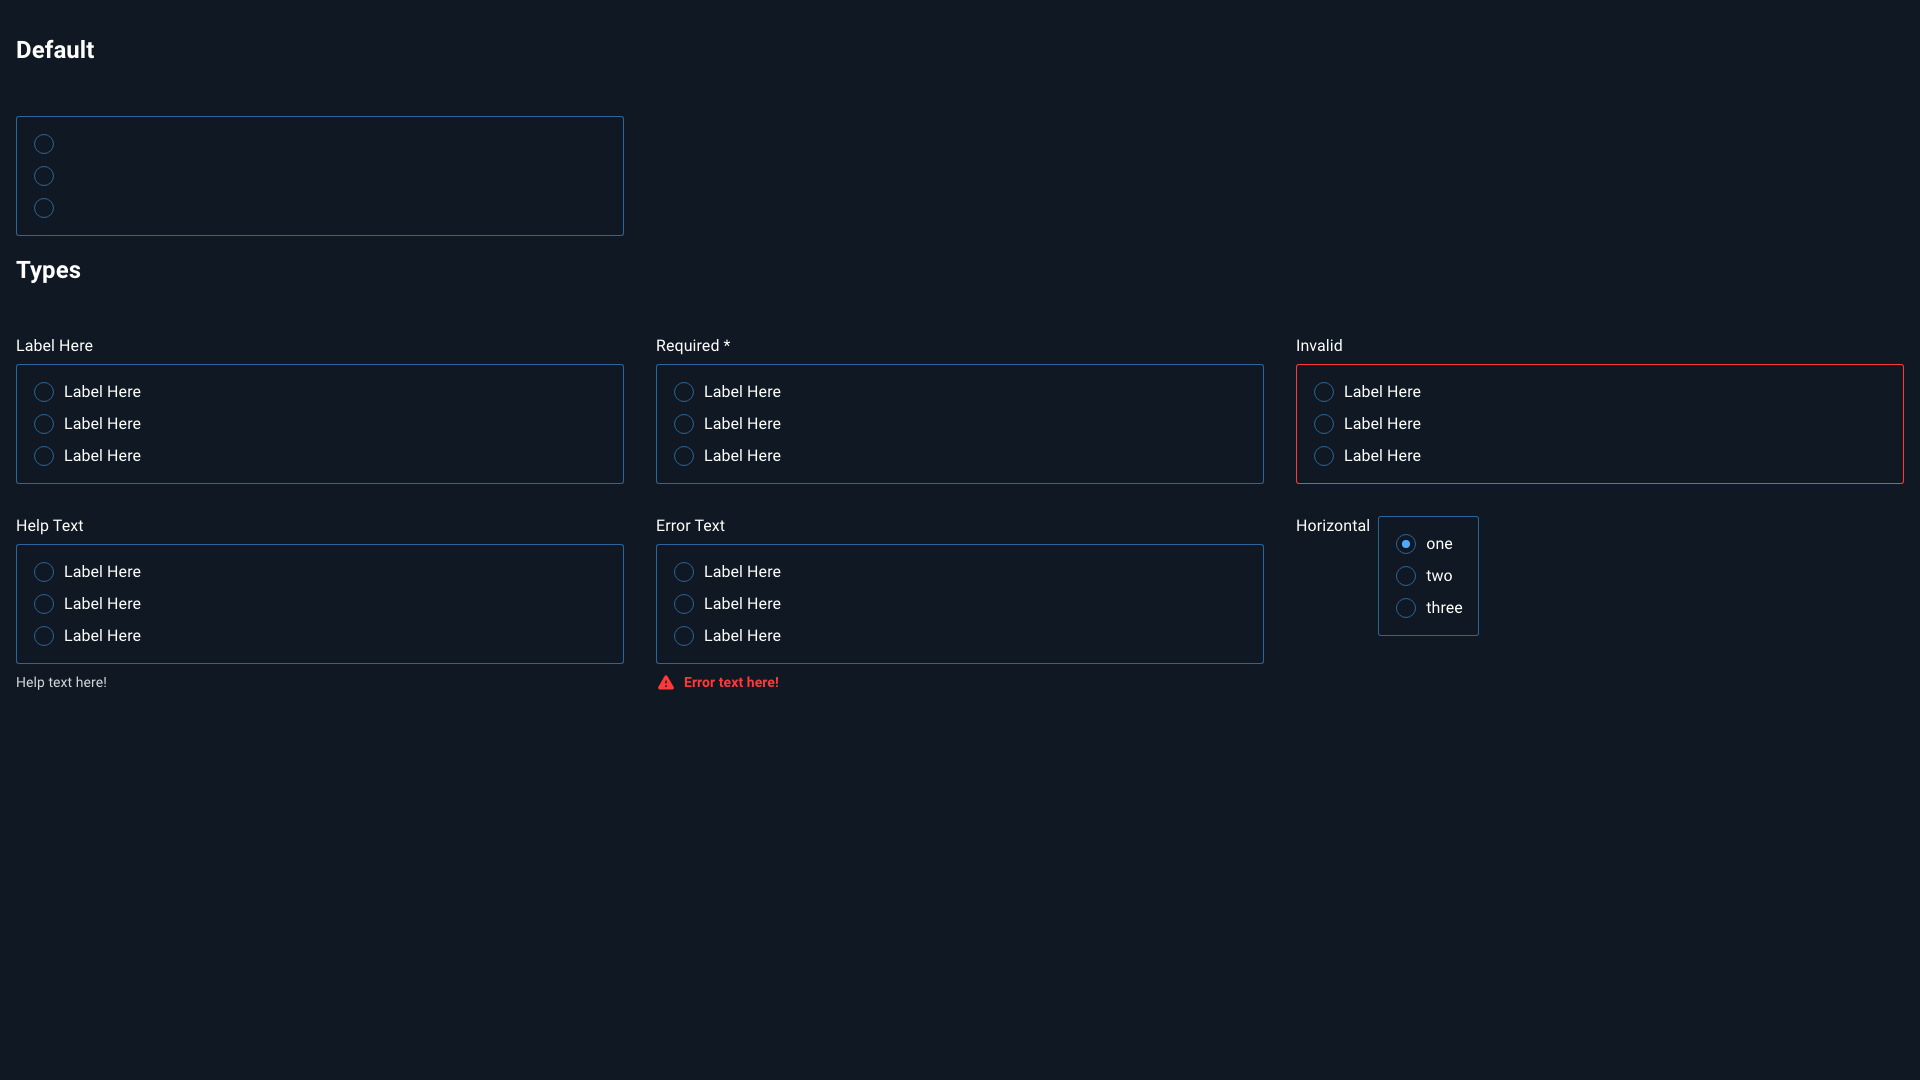 Default
Types
Label Here
Label Here
Label Here
Label Here
Required *
Label Here
Label Here
Label Here
Invalid
Label Here
Label Here
Label Here
Help Text
Label Here
Label Here
Label Here
Help text here!
Error Text
Label Here
Label Here
Label Here
Error text here!
Horizontal
one
two
three